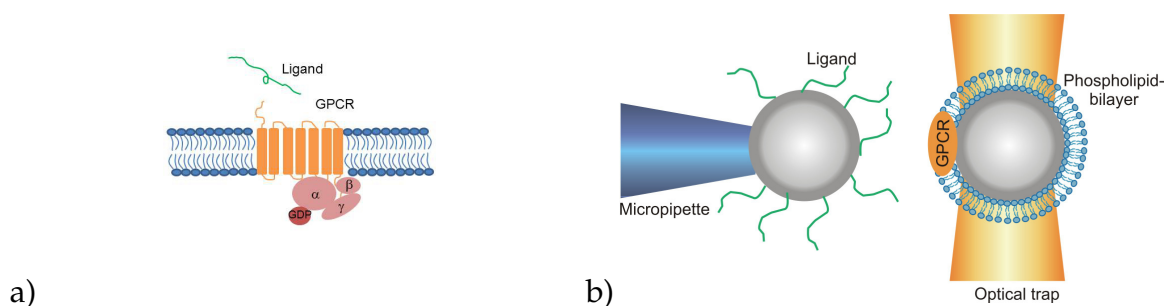 Ligand
GPCR
α
β
γ
GDP
a)
Ligand
Micropipette
Phospholipid-
bilayer
GPCR
Optical trap
b)